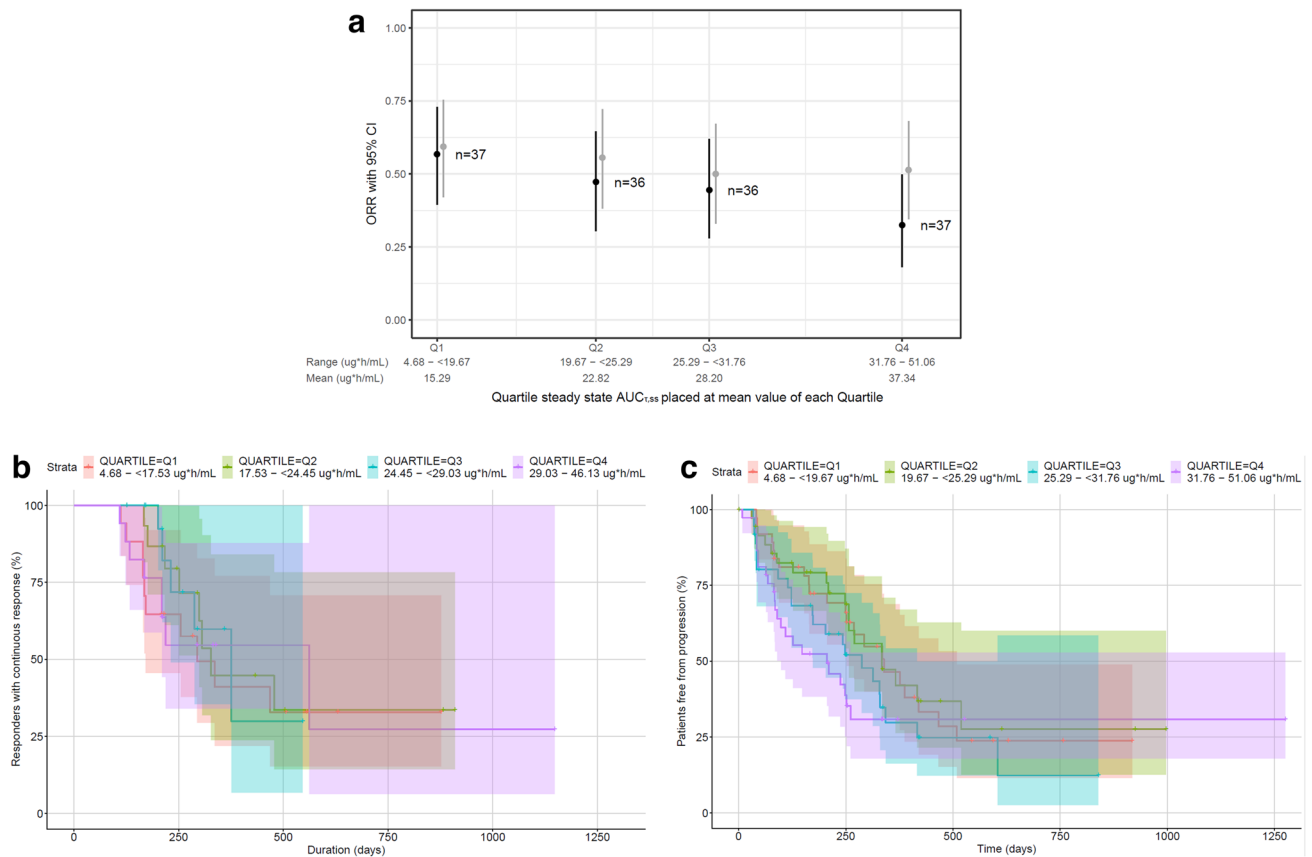 a
1.00
0.75
0.50
0.25
0.00
ORR with 95% CI
n=37
n=36
n=36
n=37
Q1 Q2 Q3 Q4
Range (ug*h/mL) 4.68 – <19.67 19.67 – <25.29 25.29 – <31.76 31.76 – 51.06
Mean (ug*h/mL) 15.29 22.82 28.20 37.34
Quartile steady state AUCτ,ss placed at mean value of each Quartile
b
Strata QUARTILE=Q1 QUARTILE=Q2 QUARTILE=Q3 QUARTILE=Q4
4.68 – <17.53 ug*h/mL 17.53 – <24.45 ug*h/mL 24.45 – <29.03 ug*h/mL 29.03 – 46.13 ug*h/mL
Responders with continuous response (%)
100
75
50
25
0
0 250 500 750 1000 1250
Duration (days)
c
Strata QUARTILE=Q1 QUARTILE=Q2 QUARTILE=Q3 QUARTILE=Q4
4.68 – <19.67 ug*h/mL 19.67 – <25.29 ug*h/mL 25.29 – <31.76 ug*h/mL 31.76 – 51.06 ug*h/mL
Patients free from progression (%)
100
75
50
25
0
0 250 500 750 1000 1250
Time (days)